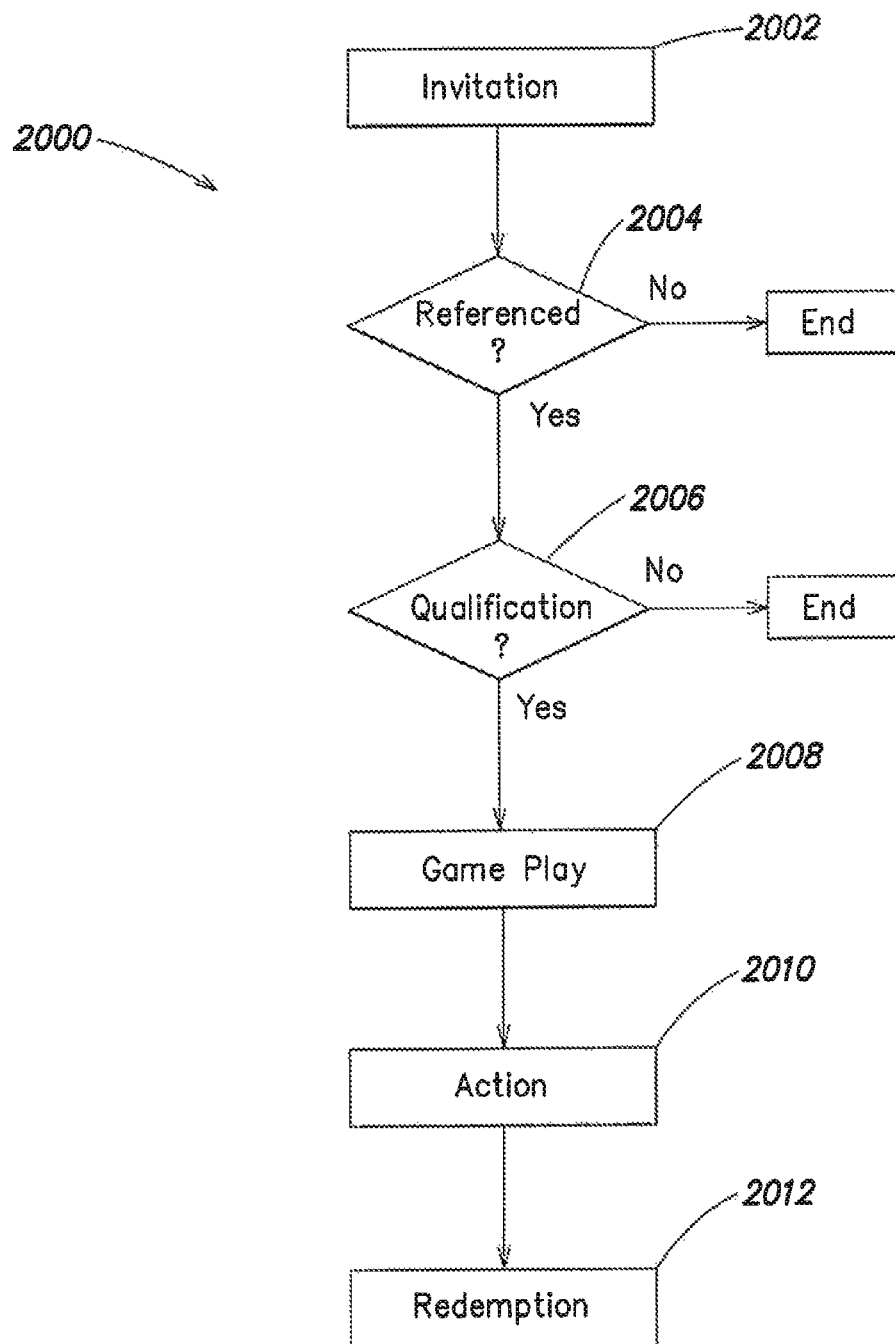 2002
Invitation
2000
2004
Referenced
?
No
End
Yes
2006
Qualification
?
No
End
Yes
2008
Game Play
2010
Action
2012
Redemption